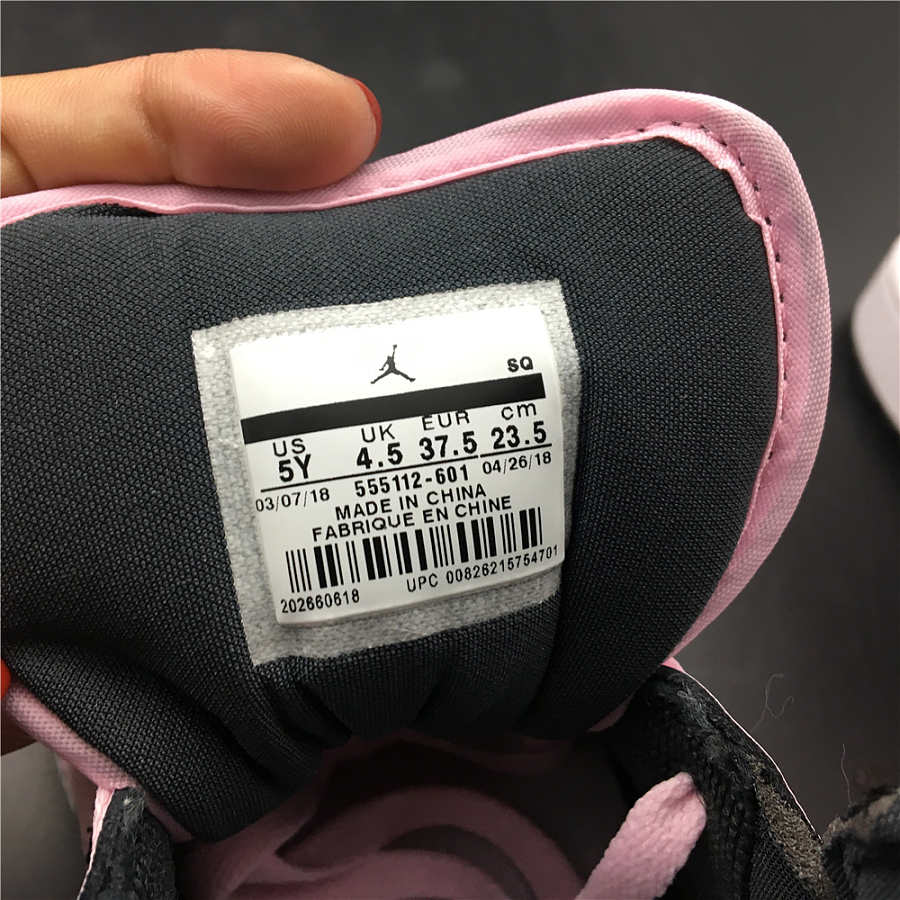 SQ
US UK EUR cm
5Y 4.5 37.5 23.5
03/07/18 555112-601 04/26/18
MADE IN CHINA
FABRIQUE EN CHINE
202660618 UPC 00826215754701